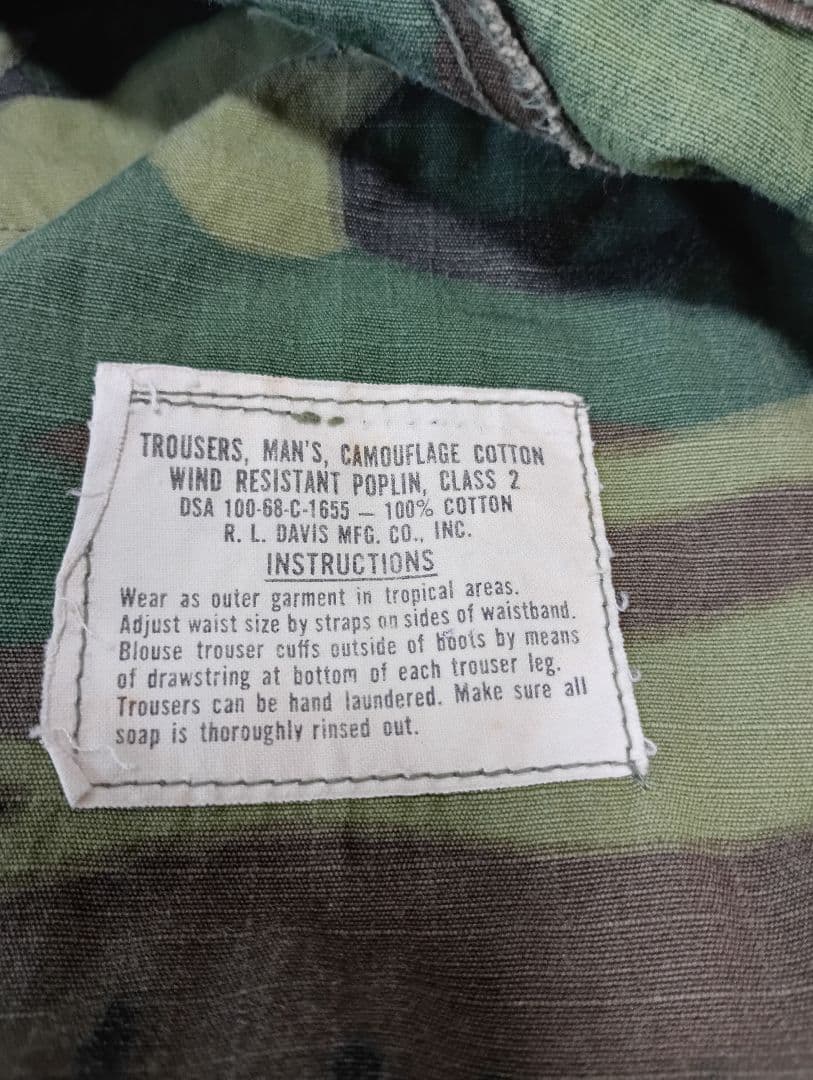 TROUSERS, MAN'S, CAMOUFLAGE COTTON
WIND RESISTANT POPLIN, CLASS 2
DSA 100-68-C-1655 — 100% COTTON
R. L. DAVIS MFG. CO., INC.
INSTRUCTIONS
Wear as outer garment in tropical areas.
Adjust waist size by straps on sides of waistband.
Blouse trouser cuffs outside of boots by means
of drawstring at bottom of each trouser leg.
Trousers can be hand laundered. Make sure all
soap is thoroughly rinsed out.